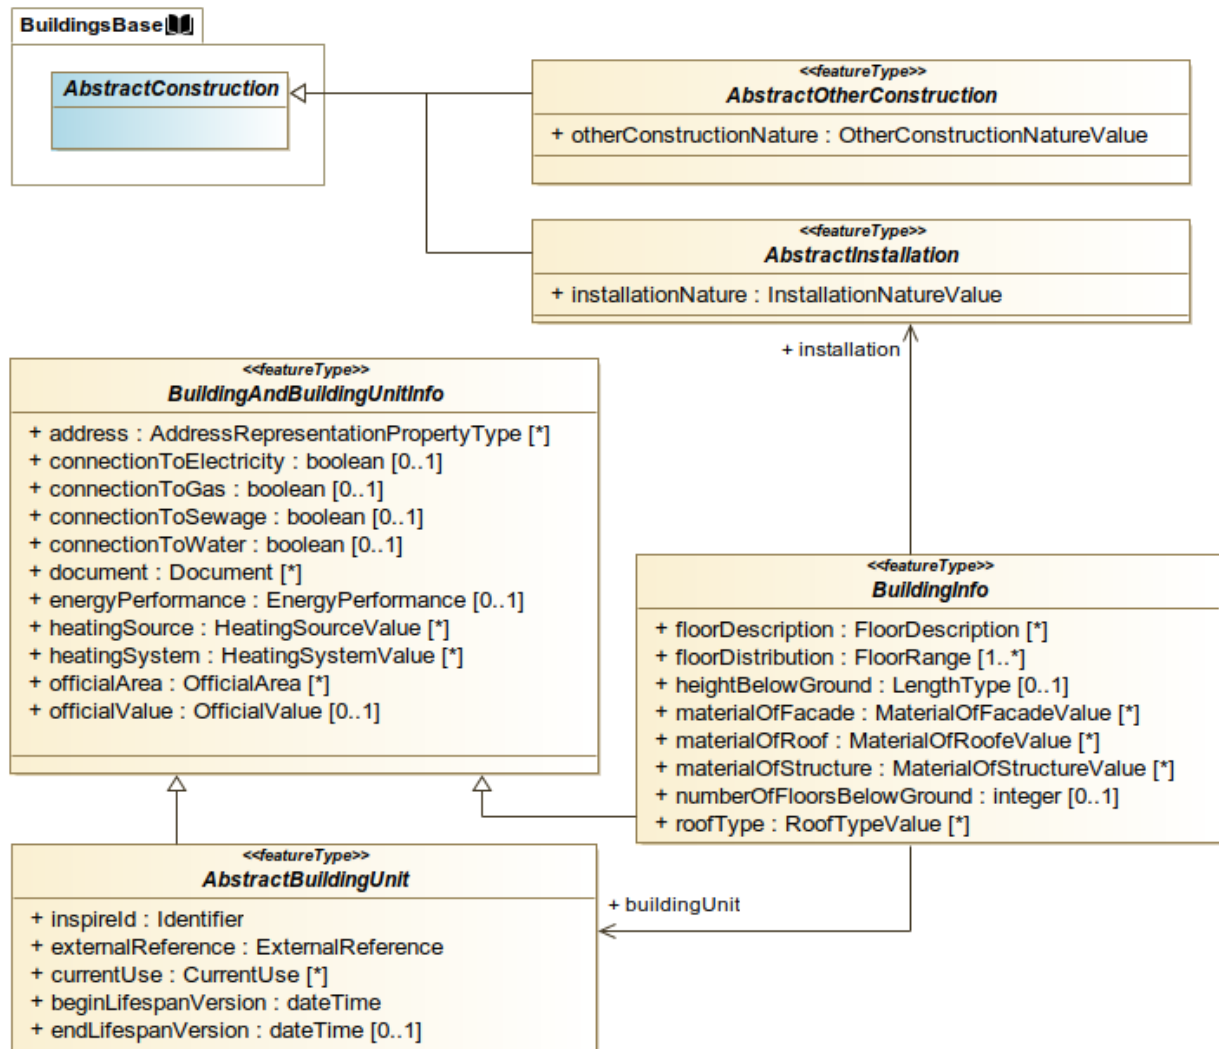 BuildingsBase
AbstractConstruction
<<featureType>>
AbstractOtherConstruction
+ otherConstructionNature : OtherConstructionNatureValue
<<featureType>>
AbstractInstallation
+ installationNature : InstallationNatureValue
+ installation
<<featureType>>
BuildingAndBuildingUnitInfo
+ address : AddressRepresentationPropertyType [*]
+ connectionToElectricity : boolean [0..1]
+ connectionToGas : boolean [0..1]
+ connectionToSewage : boolean [0..1]
+ connectionToWater : boolean [0..1]
+ document : Document [*]
+ energyPerformance : EnergyPerformance [0..1]
+ heatingSource : HeatingSourceValue [*]
+ heatingSystem : HeatingSystemValue [*]
+ officialArea : OfficialArea [*]
+ officialValue : OfficialValue [0..1]
<<featureType>>
BuildingInfo
+ floorDescription : FloorDescription [*]
+ floorDistribution : FloorRange [1..*]
+ heightBelowGround : LengthType [0..1]
+ materialOfFacade : MaterialOfFacadeValue [*]
+ materialOfRoof : MaterialOfRoofeValue [*]
+ materialOfStructure : MaterialOfStructureValue [*]
+ numberOfFloorsBelowGround : integer [0..1]
+ roofType : RoofTypeValue [*]
<<featureType>>
AbstractBuildingUnit
+ inspireId : Identifier
+ externalReference : ExternalReference
+ currentUse : CurrentUse [*]
+ beginLifespanVersion : dateTime
+ endLifespanVersion : dateTime [0..1]
+ buildingUnit